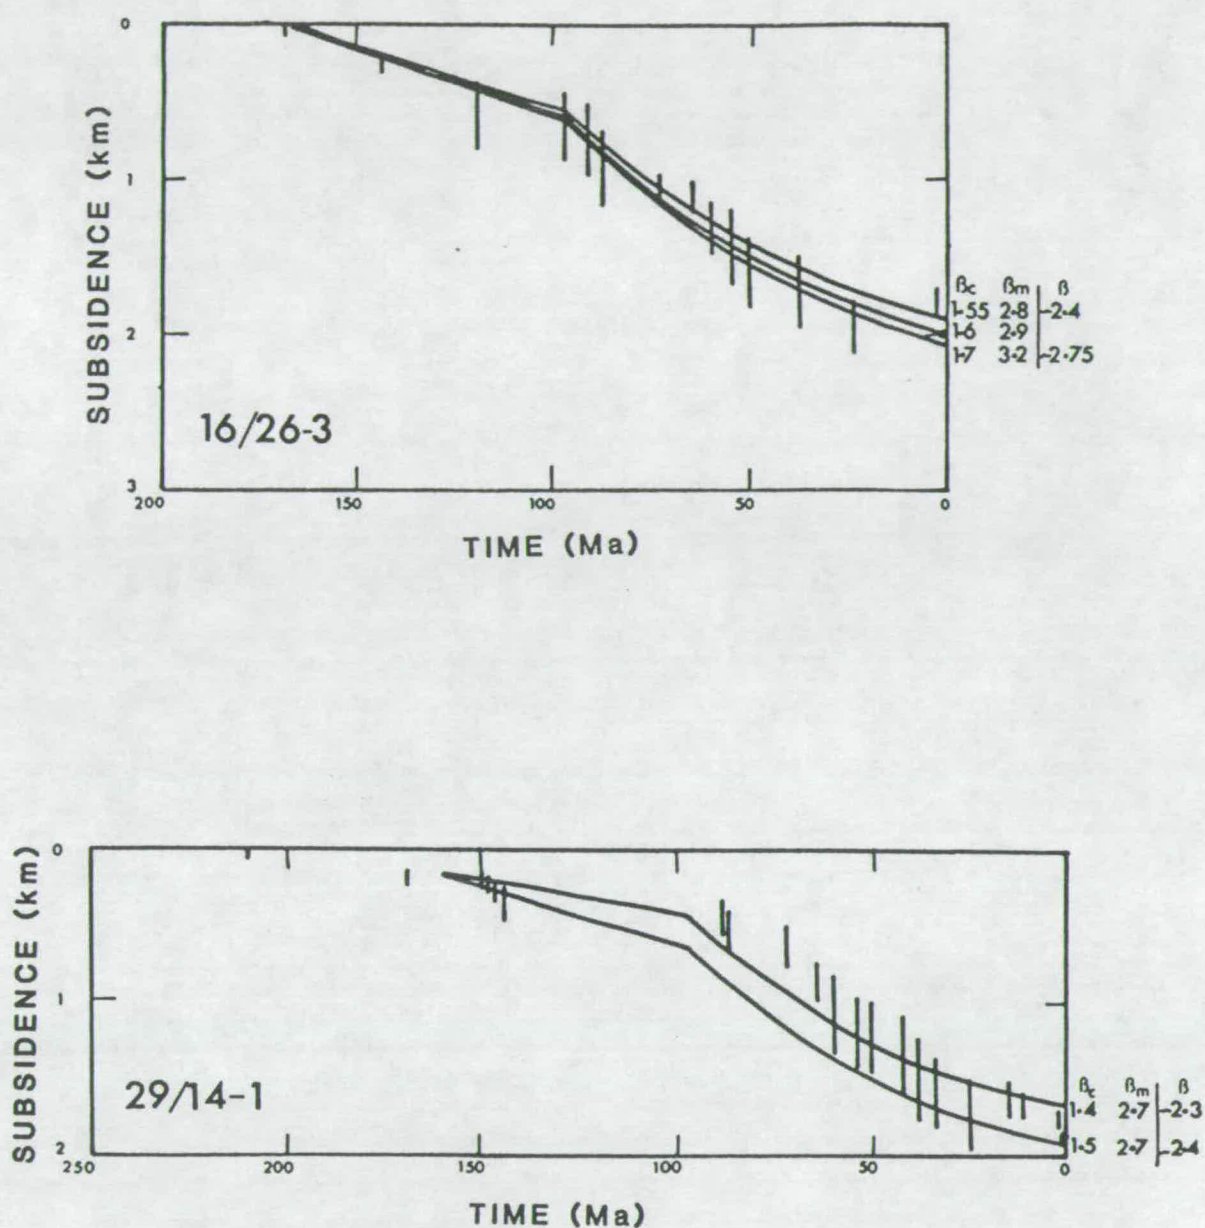 0
1
2
3
SUBSIDENCE (km)
16/26-3
βc βm β
1·55 2·8 -2·4
1·6 2·9
1·7 3·2 -2·75
200 150 100 50 0
TIME (Ma)
0
1
2
SUBSIDENCE (km)
29/14-1
βc βm β
1·4 2·7 -2·3
1·5 2·7 -2·4
250 200 150 100 50 0
TIME (Ma)